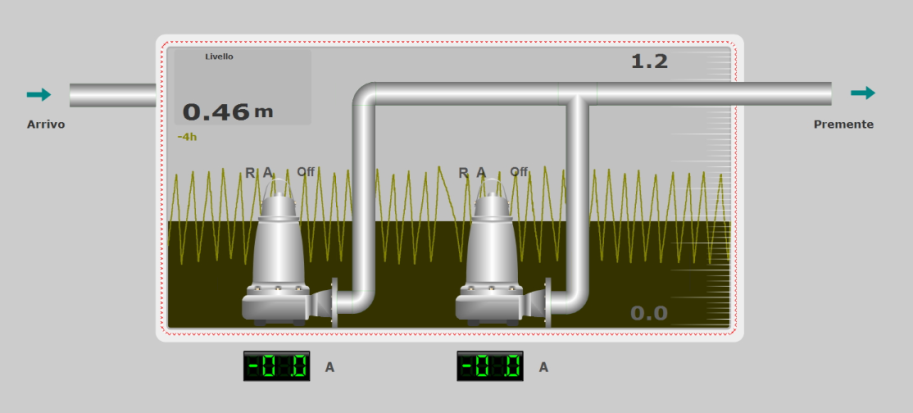 Livello
1.2
0.46 m
Arrivo
Premente
-4h
R A Off
R A Off
0.0
-0.0 A
-0.0 A